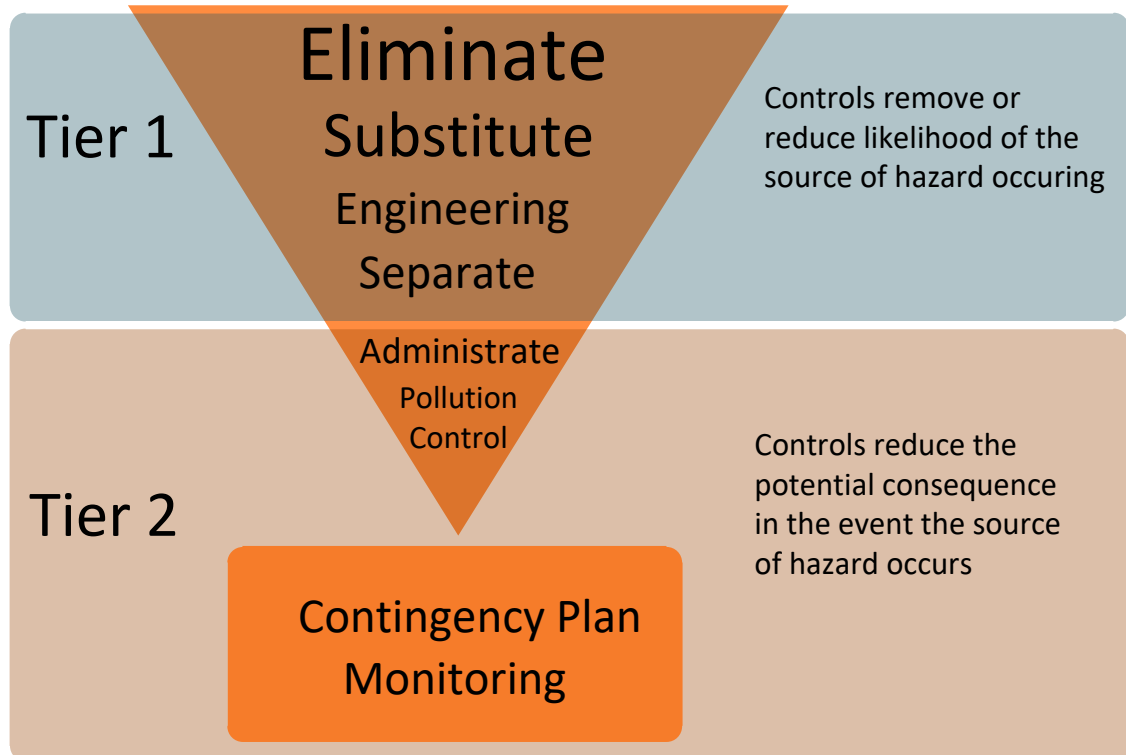 Eliminate
Substitute
Engineering
Separate
Tier 1
Controls remove or
reduce likelihood of the
source of hazard occuring
Administrate
Pollution
Control
Tier 2
Controls reduce the
potential consequence
in the event the source
of hazard occurs
Contingency Plan
Monitoring